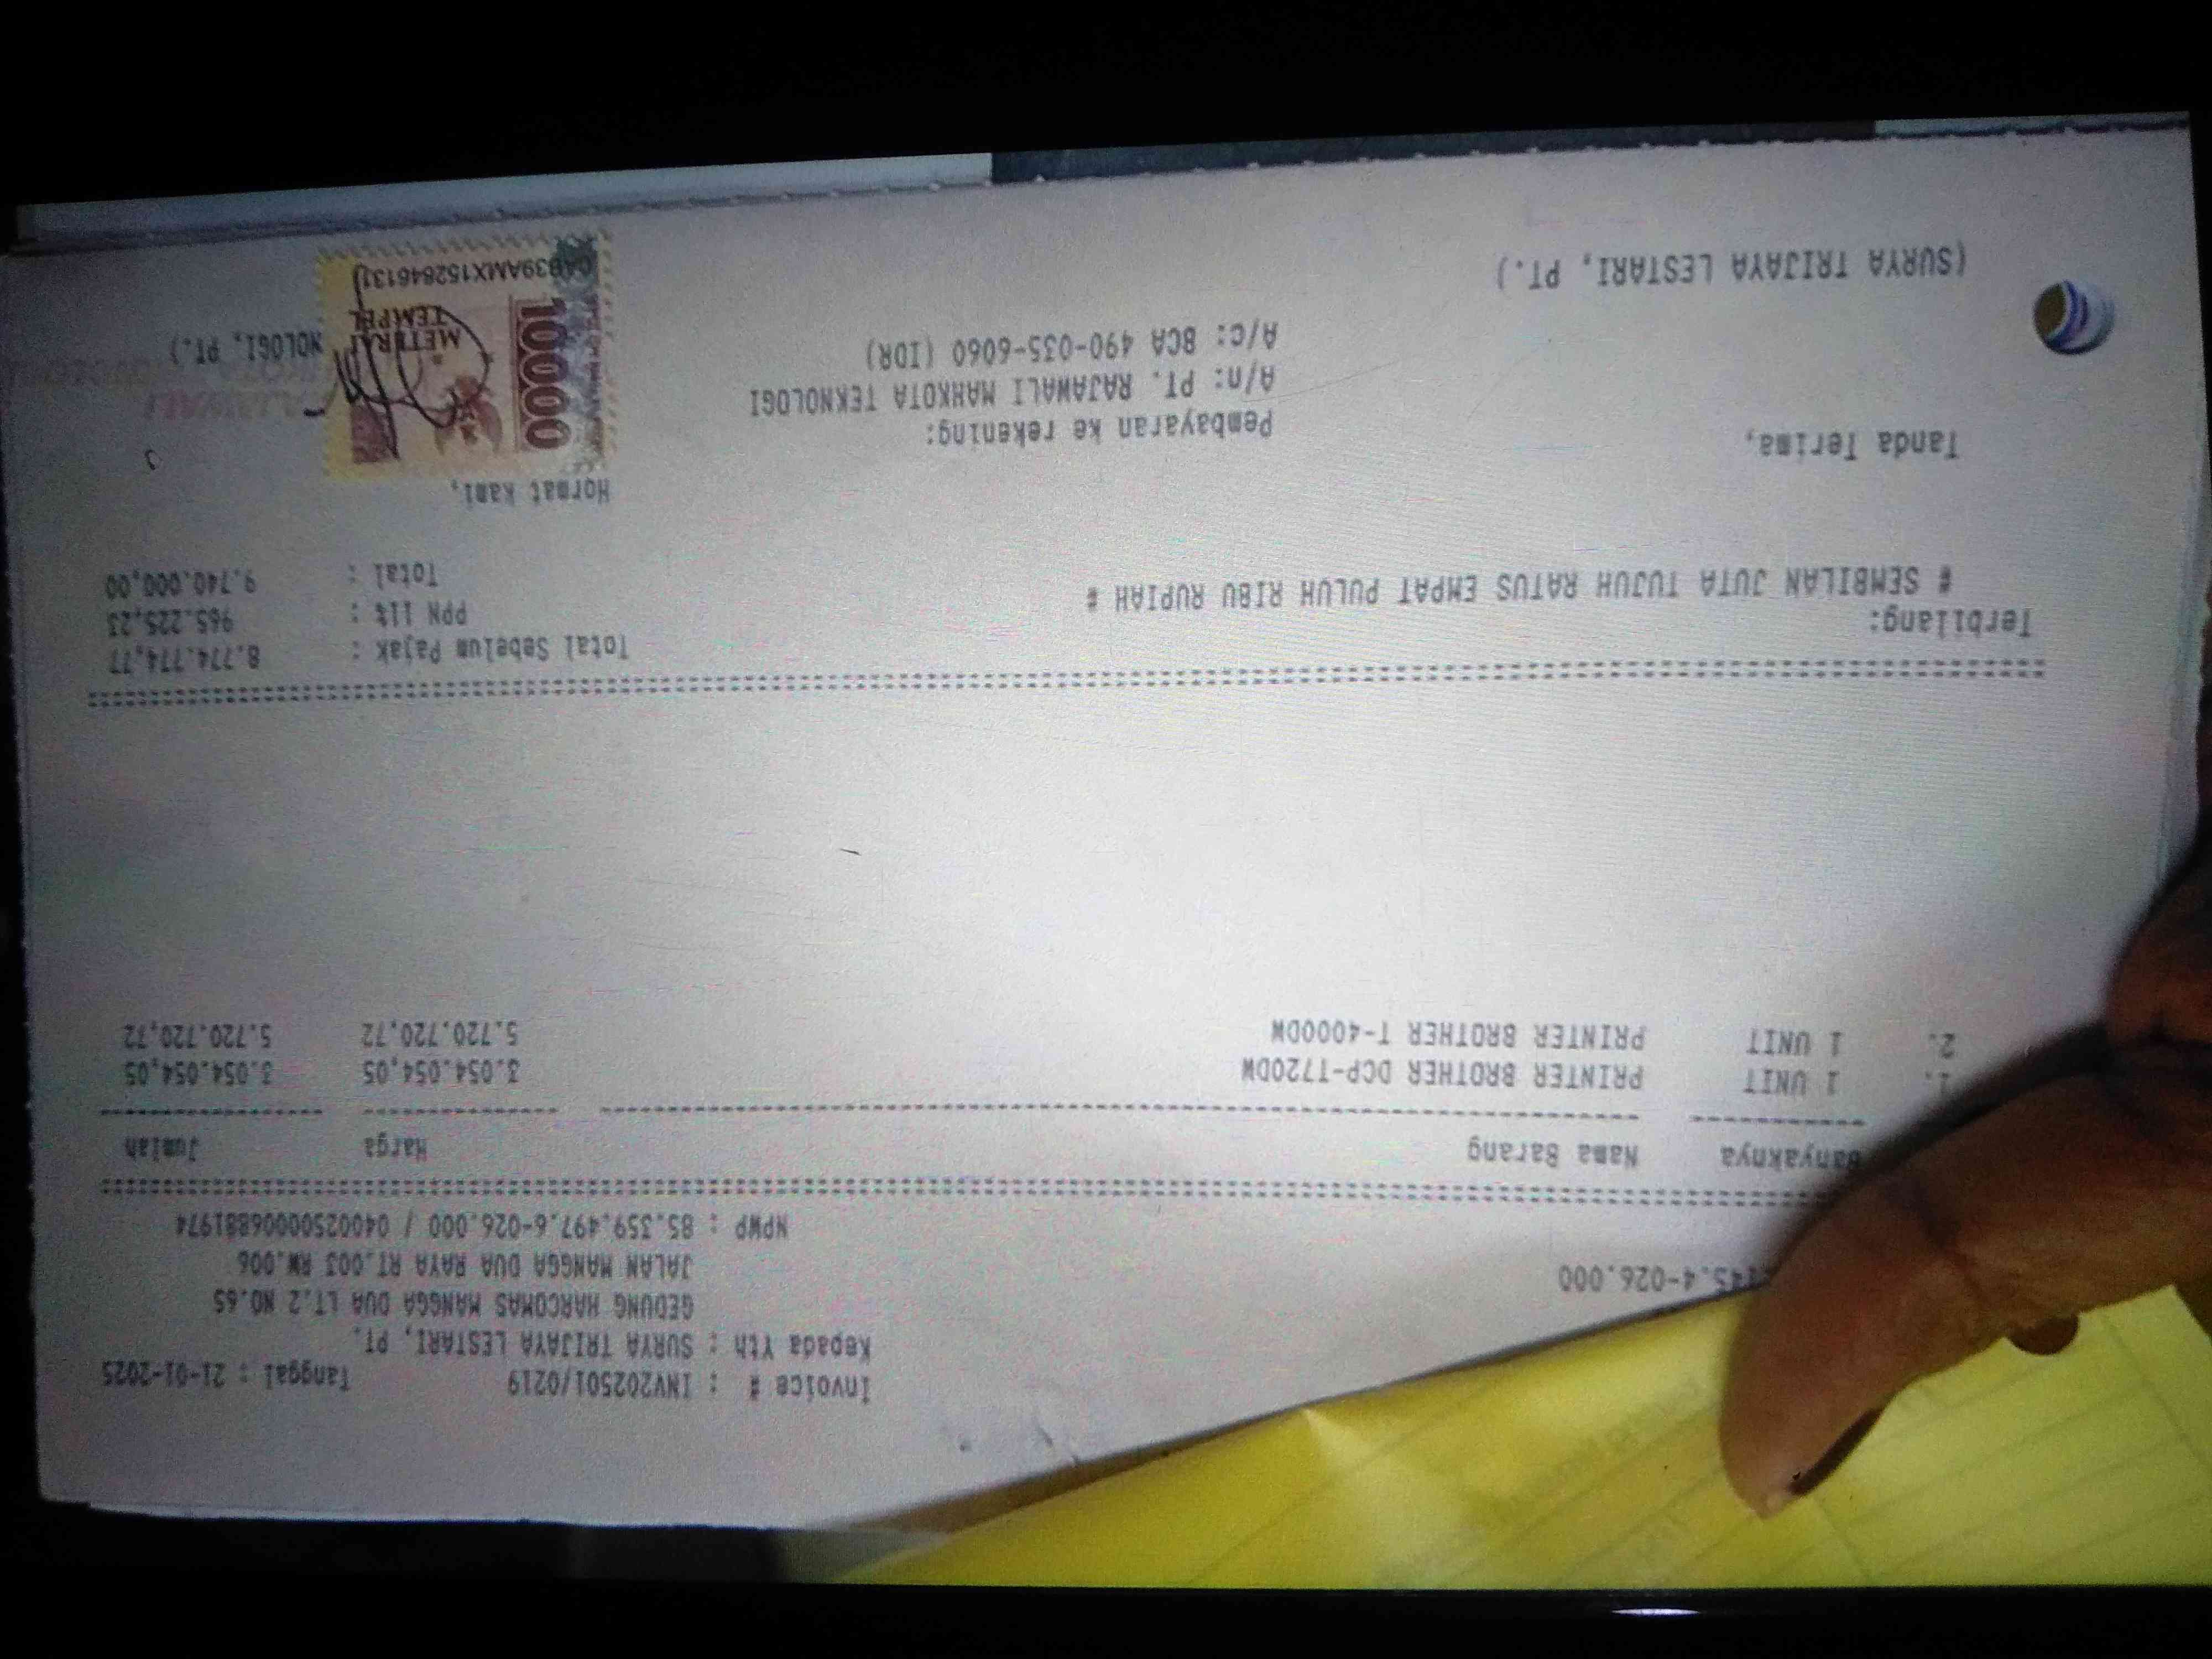 Invoice # : INV202501/0219 Tanggal : 21-01-2025
Kepada Yth : SURYA TRIJAYA LESTARI, PT.
GEDUNG HARCOMAS MANGGA DUA LT.2 NO.65
JALAN MANGGA DUA RAYA RT.003 RW.006
145.4-026.000
NPWP : 85.359.497.6-026.000 / 04002500006881974
Banyaknya Nama Barang Harga Jumlah
1. 1 UNIT PRINTER BROTHER DCP-T720DW 3.054.054,05 3.054.054,05
2. 1 UNIT PRINTER BROTHER T-4000DW 5.720.720,72 5.720.720,72
Terbilang: Total Sebelum Pajak : 8.774.774,77
# SEMBILAN JUTA TUJUH RATUS EMPAT PULUH RIBU RUPIAH # PPN 11% : 965.225,23
Total : 9.740.000,00
Tanda Terima, Pembayaran ke rekening: Hormat kami,
A/n: PT. RAJAWALI MAHKOTA TEKNOLOGI
A/c: BCA 490-035-6060 (IDR)
10000
METERAI
TEMPEL
NOLOGI, PT.)
(SURYA TRIJAYA LESTARI, PT.)